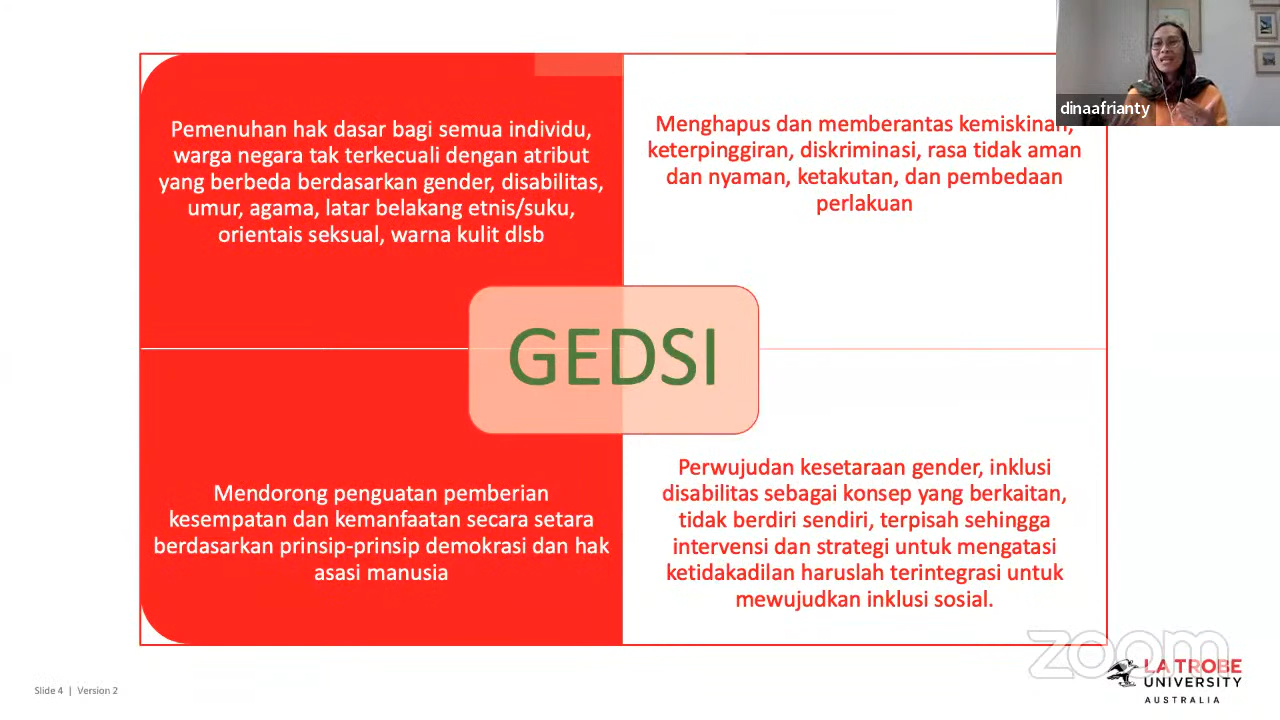 dinaafrianty
Pemenuhan hak dasar bagi semua individu,
warga negara tak terkecuali dengan atribut
yang berbeda berdasarkan gender, disabilitas,
umur, agama, latar belakang etnis/suku,
orientais seksual, warna kulit dlsb
Menghapus dan memberantas kemiskinan,
keterpinggiran, diskriminasi, rasa tidak aman
dan nyaman, ketakutan, dan pembedaan
perlakuan
GEDSI
Mendorong penguatan pemberian
kesempatan dan kemanfaatan secara setara
berdasarkan prinsip-prinsip demokrasi dan hak
asasi manusia
Perwujudan kesetaraan gender, inklusi
disabilitas sebagai konsep yang berkaitan,
tidak berdiri sendiri, terpisah sehingga
intervensi dan strategi untuk mengatasi
ketidakadilan haruslah terintegrasi untuk
mewujudkan inklusi sosial.
zoom
LA TROBE
UNIVERSITY
AUSTRALIA
Slide 4 | Version 2